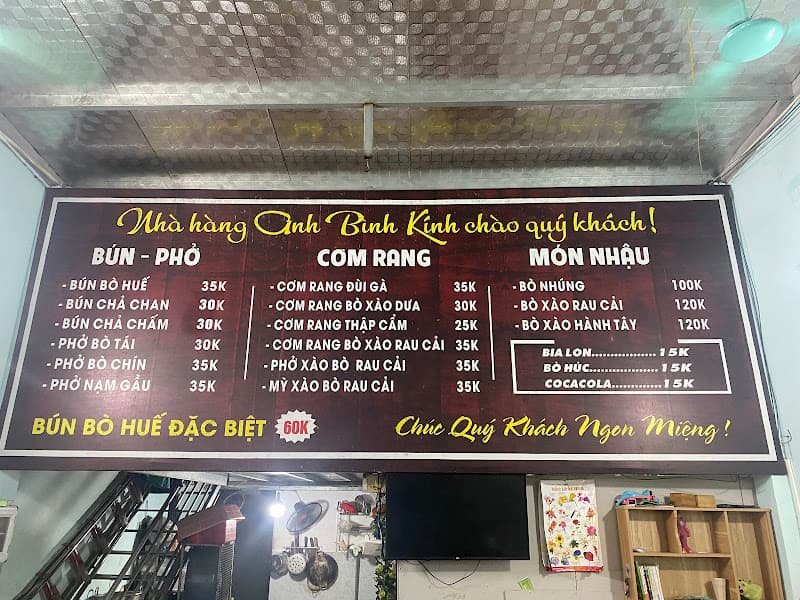 Nhà hàng Anh Bình Kính chào quý khách!
BÚN - PHỞ
- BÚN BÒ HUẾ 35K
- BÚN CHẢ CHAN 30K
- BÚN CHẢ CHẤM 30K
- PHỞ BÒ TÁI 30K
- PHỞ BÒ CHÍN 35K
- PHỞ NẠM GẦU 35K
CƠM RANG
- CƠM RANG ĐÙI GÀ 35K
- CƠM RANG BÒ XÀO DƯA 30K
- CƠM RANG THẬP CẨM 25K
- CƠM RANG BÒ XÀO RAU CẢI 35K
- PHỞ XÀO BÒ RAU CẢI 35K
- MỲ XÀO BÒ RAU CẢI 35K
MÓN NHẬU
- BÒ NHÚNG 100K
- BÒ XÀO RAU CẢI 120K
- BÒ XÀO HÀNH TÂY 120K
BIA LON................. 15K
BÒ HÚC................. 15K
COCACOLA............. 15K
BÚN BÒ HUẾ ĐẶC BIỆT 60K
Chúc Quý Khách Ngon Miệng !